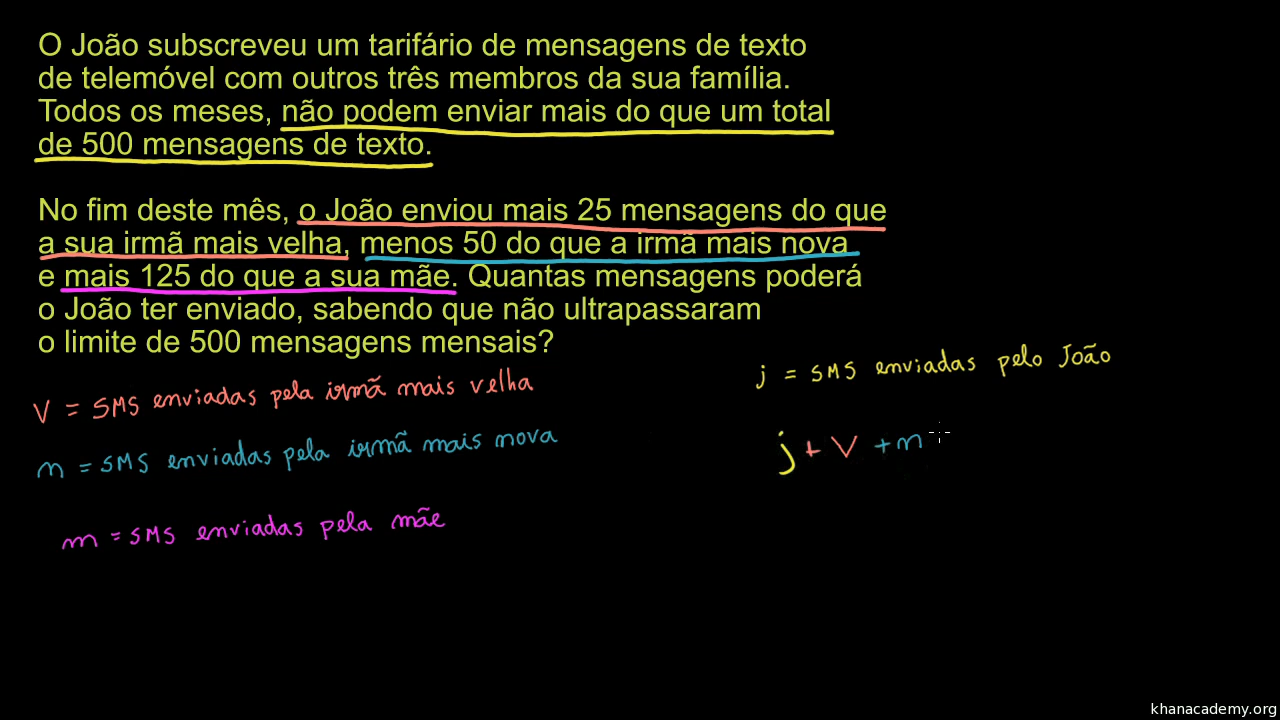 O João subscreveu um tarifário de mensagens de texto
de telemóvel com outros três membros da sua família.
Todos os meses, não podem enviar mais do que um total
de 500 mensagens de texto.
No fim deste mês, o João enviou mais 25 mensagens do que
a sua irmã mais velha, menos 50 do que a irmã mais nova
e mais 125 do que a sua mãe. Quantas mensagens poderá
o João ter enviado, sabendo que não ultrapassaram
o limite de 500 mensagens mensais?
j = SMS enviadas pelo João
V = SMS enviadas pela irmã mais velha
j + V + n
n = SMS enviadas pela irmã mais nova
m = SMS enviadas pela mãe
khanacademy.org